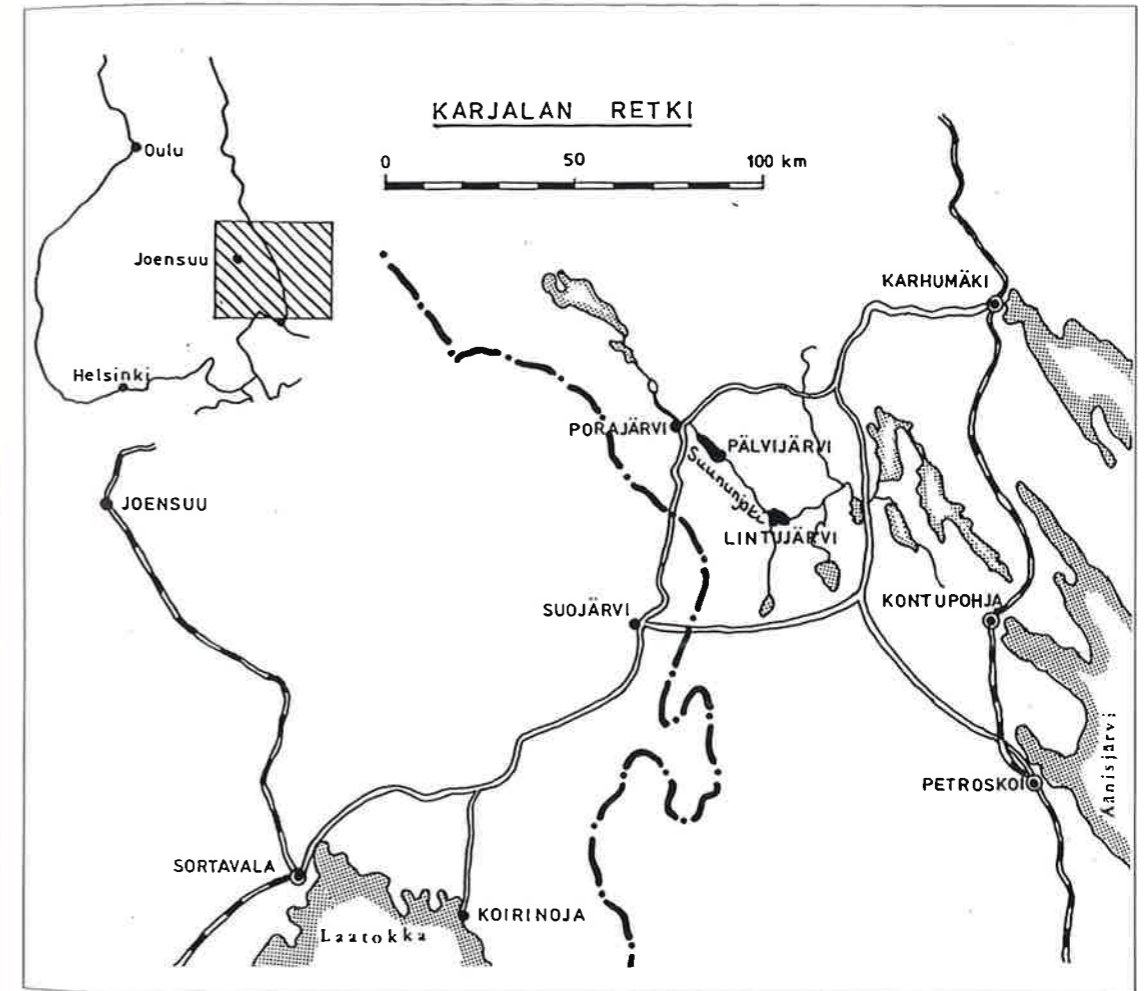 KARJALAN RETKI
0 50 100 km
Oulu
Joensuu
Helsinki
KARHUMÄKI
PORAJÄRVI
PÄLVIJÄRVI
Suununjoki
LINTUJÄRVI
JOENSUU
SUOJÄRVI
KONTUPOHJA
Äänisjärvi
PETROSKOI
SORTAVALA
KOIRINOJA
Laatokka